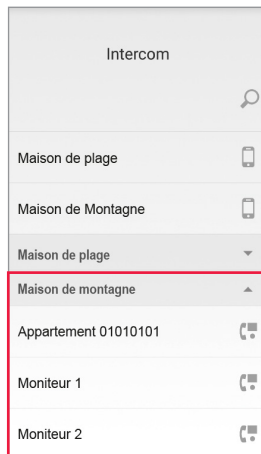 Intercom
Maison de plage
Maison de Montagne
Maison de plage
Maison de montagne
Appartement 01010101
Moniteur 1
Moniteur 2